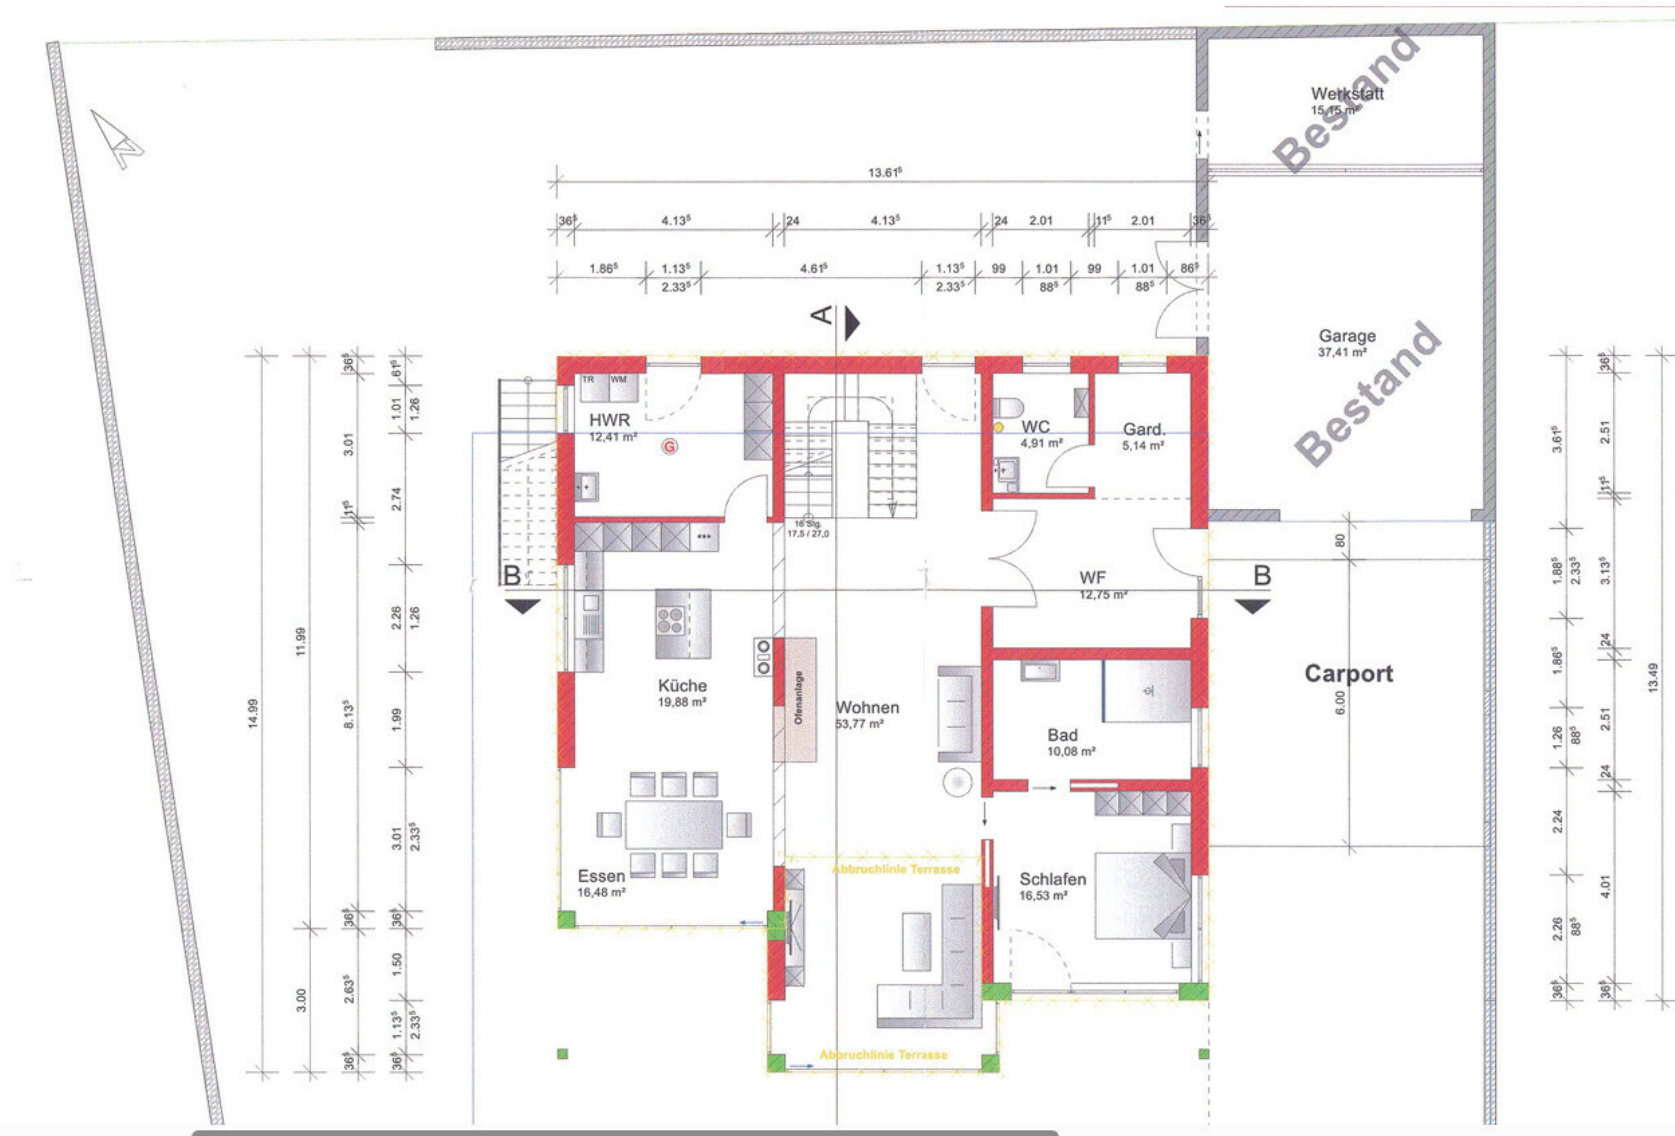 Werkstatt
15,15 m²
Bestand
13.61⁵
36⁵ 4.13⁵ 24 4.13⁵ 24 2.01 11⁵ 2.01 36⁵
1.86⁵ 1.13⁵ 4.61⁵ 1.13⁵ 99 1.01 99 1.01 86⁵
2.33⁵ 2.33⁵ 88⁵ 88⁵
A
Garage
37,41 m²
Bestand
TR WM
HWR
12,41 m²
G
WC
4,91 m²
Gard.
5,14 m²
16 Stg.
17,5 / 27,0
***
B
B
WF
12,75 m²
Küche
19,88 m²
Ofenanlage
Wohnen
53,77 m²
Carport
Bad
10,08 m²
Essen
16,48 m²
Abbruchlinie Terrasse
Schlafen
16,53 m²
Abbruchlinie Terrasse
N
14.99
11.99
3.00
36⁵
3.01
11⁵
8.13⁵
36⁵
2.63⁵
36⁵
61⁵
1.01
1.26
2.74
2.26
1.26
1.99
3.01
2.33⁵
36⁵
1.50
1.13⁵
2.33⁵
36⁵
80
6.00
3.61⁵
1.88⁵
2.33⁵
1.86⁵
1.26
88⁵
2.24
2.26
88⁵
36⁵
36⁵
2.51
11⁵
3.13⁵
24
2.51
24
4.01
36⁵
13.49